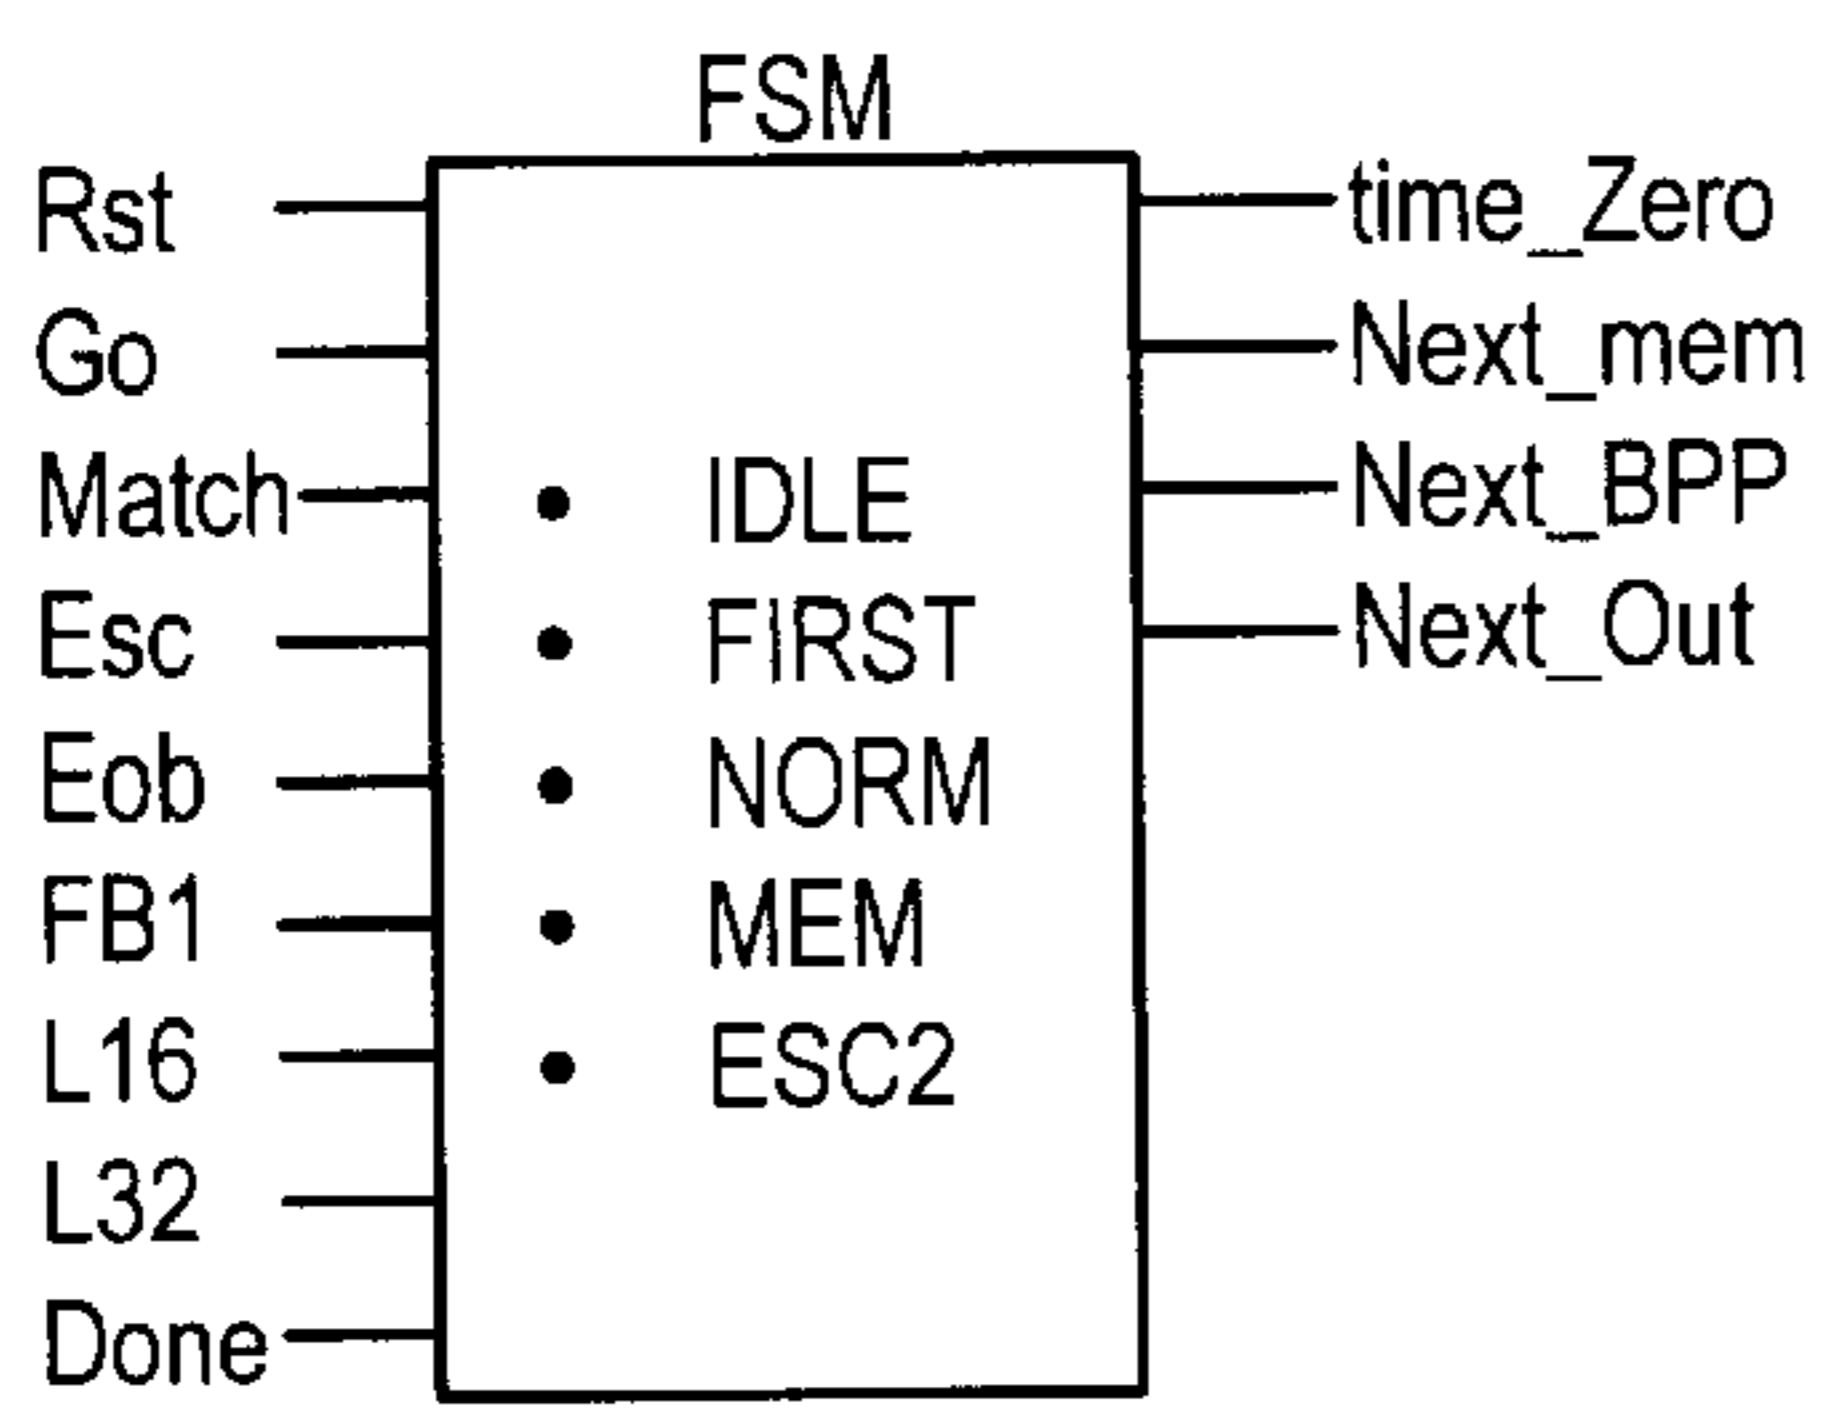 FSM
Rst
Go
Match
Esc
Eob
FB1
L16
L32
Done
IDLE
FIRST
NORM
MEM
ESC2
time_Zero
Next_mem
Next_BPP
Next_Out